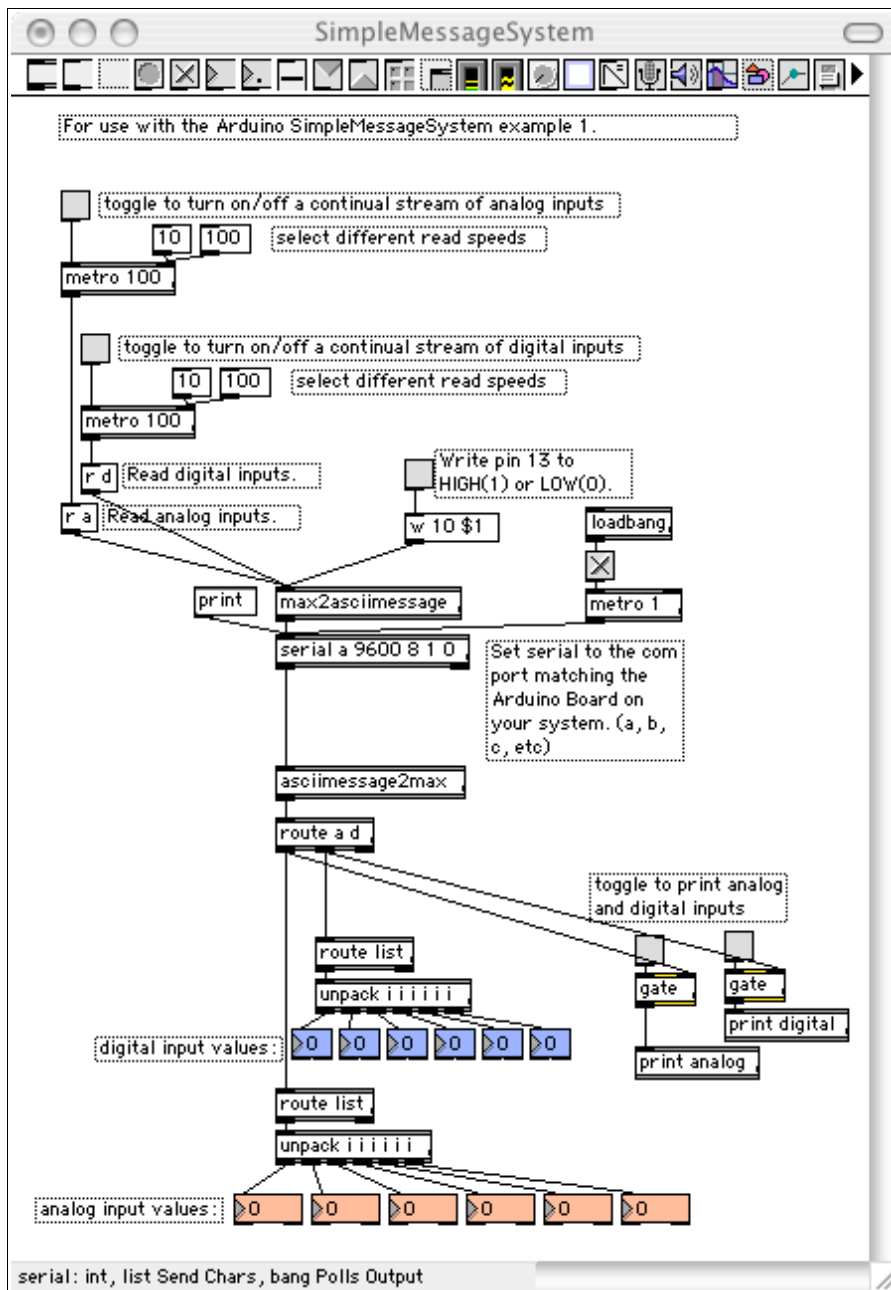 SimpleMessageSystem
For use with the Arduino SimpleMessageSystem example 1.
toggle to turn on/off a continual stream of analog inputs
10
100
select different read speeds
metro 100
toggle to turn on/off a continual stream of digital inputs
10
100
select different read speeds
metro 100
r d
Read digital inputs.
Write pin 13 to
HIGH(1) or LOW(0).
r a
Read analog inputs.
w 10 $1
loadbang
print
max2asciimessage
metro 1
serial a 9600 8 1 0
Set serial to the com
port matching the
Arduino Board on
your system. (a, b,
c, etc)
asciimessage2max
route a d
toggle to print analog
and digital inputs
route list
gate
gate
unpack i i i i i i
print digital
digital input values:
0
0
0
0
0
0
print analog
route list
unpack i i i i i i
analog input values:
0
0
0
0
0
0
serial: int, list Send Chars, bang Polls Output